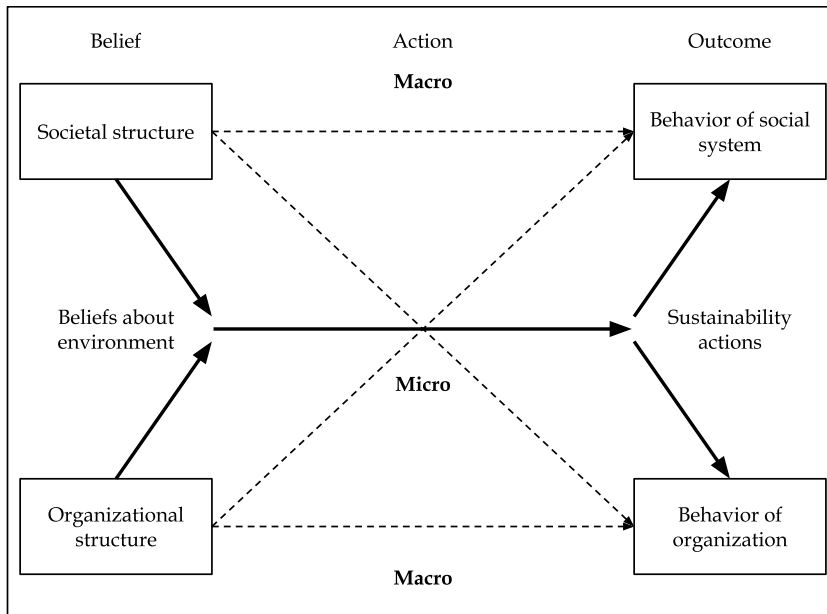 Belief
Action
Outcome
Macro
Societal structure
Behavior of social
system
Beliefs about
environment
Sustainability
actions
Micro
Organizational
structure
Behavior of
organization
Macro